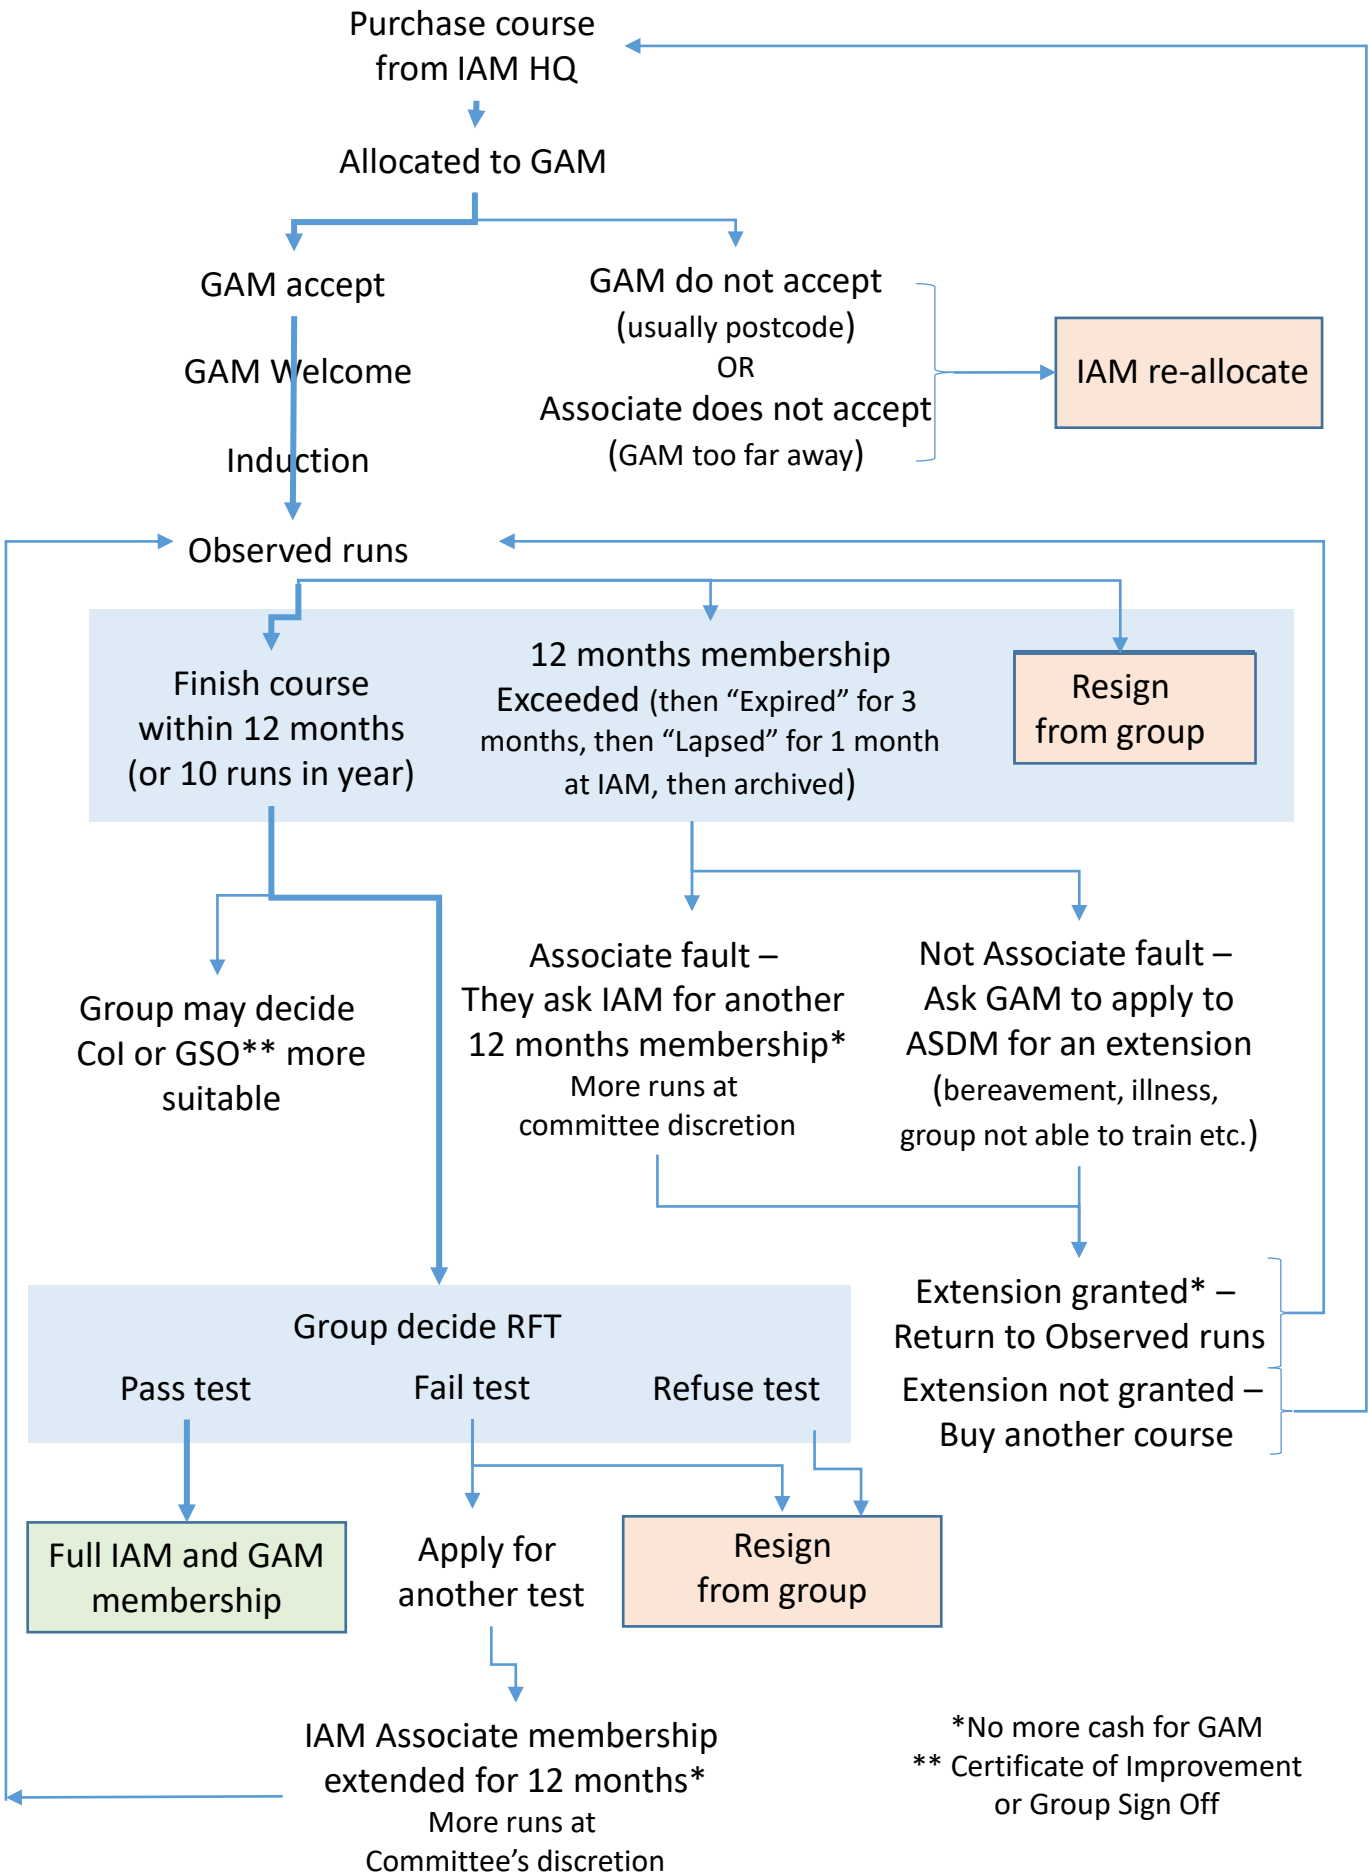 Purchase course
from IAM HQ
Allocated to GAM
GAM accept
GAM Welcome
Induction
GAM do not accept
(usually postcode)
OR
Associate does not accept
(GAM too far away)
IAM re-allocate
Observed runs
Finish course
within 12 months
(or 10 runs in year)
12 months membership
Exceeded (then “Expired” for 3
months, then “Lapsed” for 1 month
at IAM, then archived)
Resign
from group
Group may decide
CoI or GSO** more
suitable
Associate fault –
They ask IAM for another
12 months membership*
More runs at
committee discretion
Not Associate fault –
Ask GAM to apply to
ASDM for an extension
(bereavement, illness,
group not able to train etc.)
Extension granted* –
Return to Observed runs
Extension not granted –
Buy another course
Group decide RFT
Pass test
Fail test
Refuse test
Full IAM and GAM
membership
Apply for
another test
Resign
from group
IAM Associate membership
extended for 12 months*
More runs at
Committee’s discretion
*No more cash for GAM
** Certificate of Improvement
or Group Sign Off